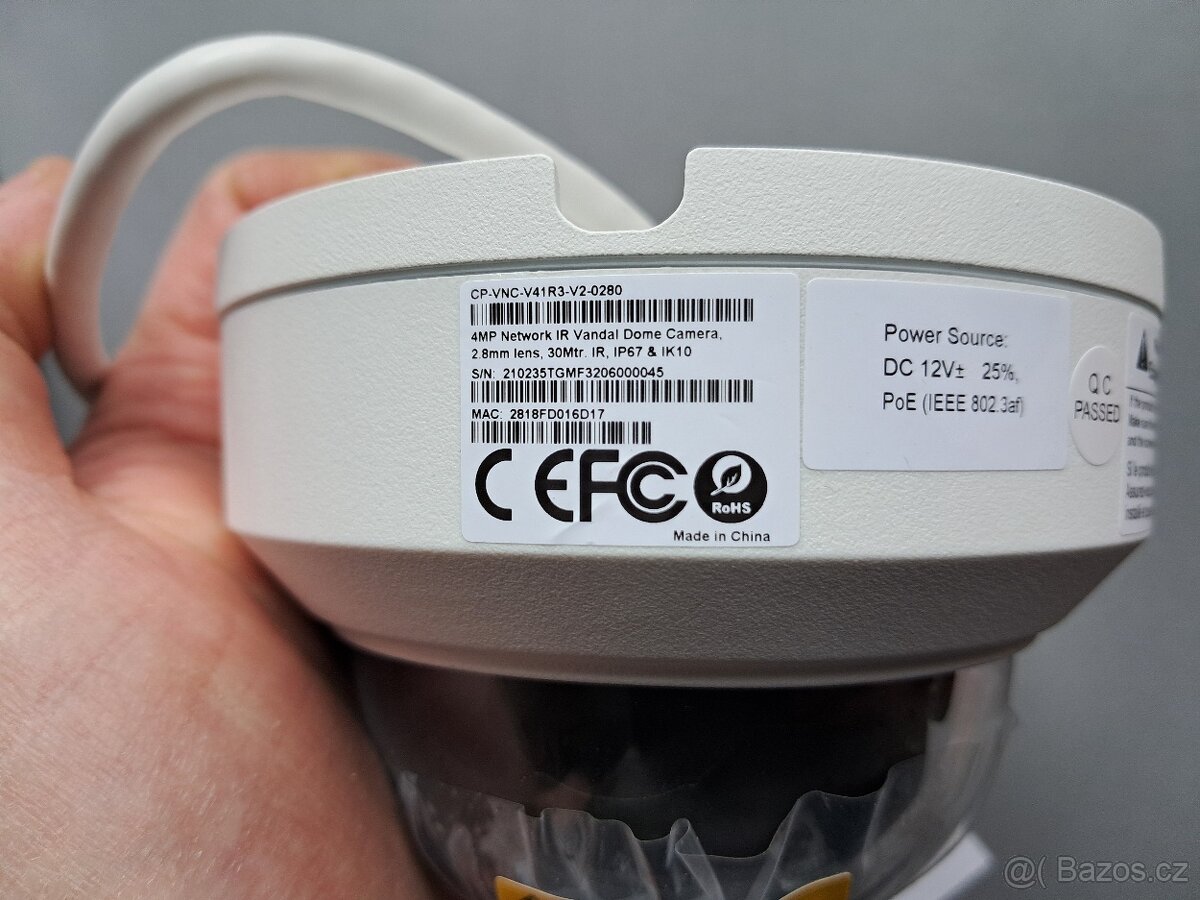 CP-VNC-V41R3-V2-0280
4MP Network IR Vandal Dome Camera,
2.8mm lens, 30Mtr. IR, IP67 & IK10
S/N: 210235TGMF3206000045
MAC: 2818FD016D17
CE FC RoHS
Made in China
Power Source:
DC 12V± 25%,
PoE (IEEE 802.3af)
QC
PASSED
@( Bazos.cz